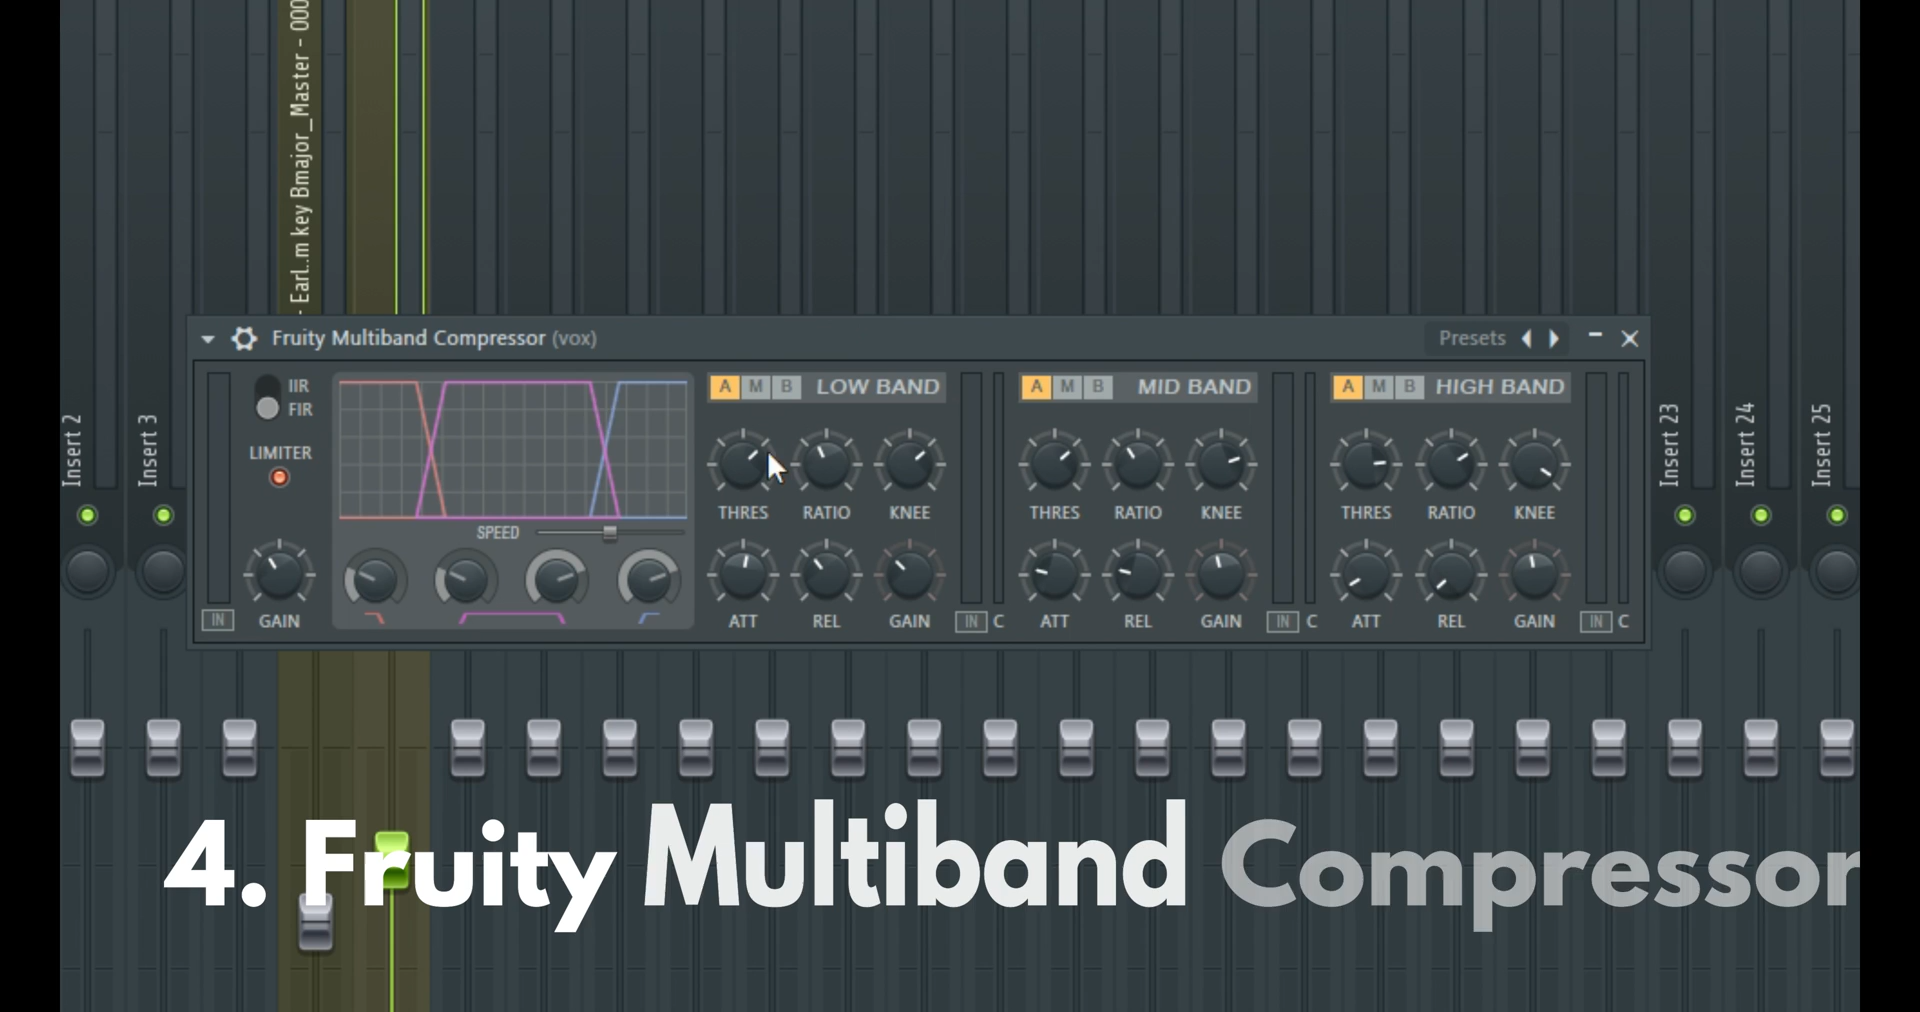 - Earl..m key Bmajor_Master - 000
Fruity Multiband Compressor (vox)
Presets
IIR
FIR
LIMITER
IN
GAIN
SPEED
A M B LOW BAND
THRES RATIO KNEE
ATT REL GAIN
IN C
A M B MID BAND
THRES RATIO KNEE
ATT REL GAIN
IN C
A M B HIGH BAND
THRES RATIO KNEE
ATT REL GAIN
IN C
Insert 2
Insert 3
Insert 23
Insert 24
Insert 25
4. Fruity Multiband Compressor